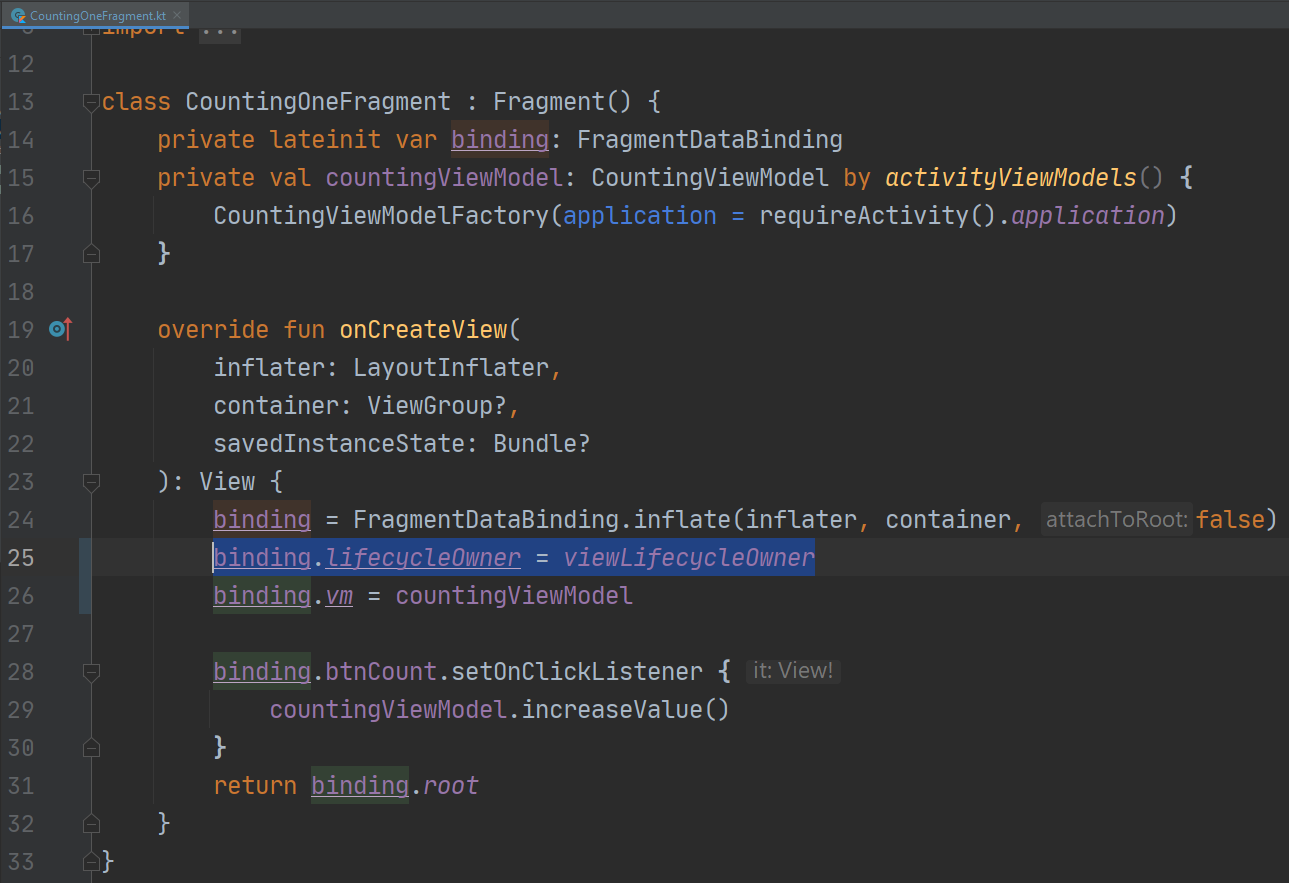 CountingOneFragment.kt
import ...
12
13 class CountingOneFragment : Fragment() {
14 private lateinit var binding: FragmentDataBinding
15 private val countingViewModel: CountingViewModel by activityViewModels() {
16 CountingViewModelFactory(application = requireActivity().application)
17 }
18
19 override fun onCreateView(
20 inflater: LayoutInflater,
21 container: ViewGroup?,
22 savedInstanceState: Bundle?
23 ): View {
24 binding = FragmentDataBinding.inflate(inflater, container, attachToRoot: false)
25 binding.lifecycleOwner = viewLifecycleOwner
26 binding.vm = countingViewModel
27
28 binding.btnCount.setOnClickListener { it: View!
29 countingViewModel.increaseValue()
30 }
31 return binding.root
32 }
33 }